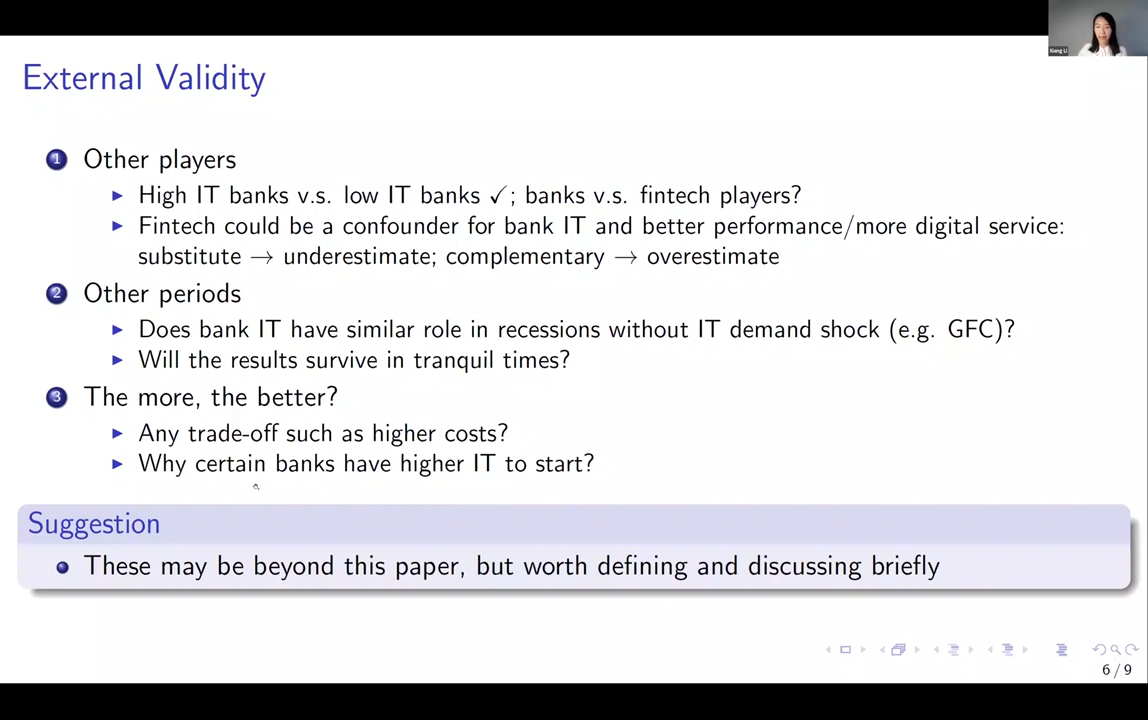 Xiang Li
External Validity
1 Other players
▶ High IT banks v.s. low IT banks ✓; banks v.s. fintech players?
▶ Fintech could be a confounder for bank IT and better performance/more digital service:
substitute → underestimate; complementary → overestimate
2 Other periods
▶ Does bank IT have similar role in recessions without IT demand shock (e.g. GFC)?
▶ Will the results survive in tranquil times?
3 The more, the better?
▶ Any trade-off such as higher costs?
▶ Why certain banks have higher IT to start?
Suggestion
• These may be beyond this paper, but worth defining and discussing briefly
6 / 9